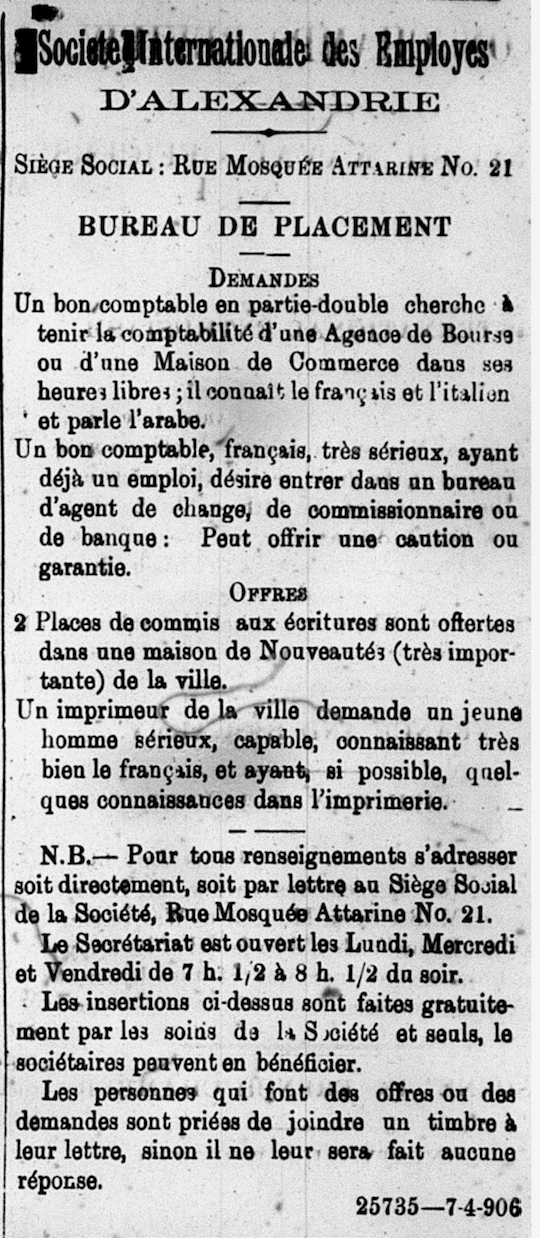 Societe Internationale des Employes
D'ALEXANDRIE
SIÈGE SOCIAL : RUE MOSQUÉE ATTARINE No. 21
BUREAU DE PLACEMENT
DEMANDES
Un bon comptable en partie-double cherche à
tenir la comptabilité d'une Agence de Bourse
ou d'une Maison de Commerce dans ses
heures libres ; il connaît le français et l'italien
et parle l'arabe.
Un bon comptable, français, très sérieux, ayant
déjà un emploi, désire entrer dans un bureau
d'agent de change, de commissionnaire ou
de banque : Peut offrir une caution ou
garantie.
OFFRES
2 Places de commis aux écritures sont offertes
dans une maison de Nouveautés (très impor-
tante) de la ville.
Un imprimeur de la ville demande un jeune
homme sérieux, capable, connaissant très
bien le français, et ayant, si possible, quel-
ques connaissances dans l'imprimerie.
N.B.— Pour tous renseignements s'adresser
soit directement, soit par lettre au Siège Social
de la Société, Rue Mosquée Attarine No. 21.
Le Secrétariat est ouvert les Lundi, Mercredi
et Vendredi de 7 h. 1/2 à 8 h. 1/2 du soir.
Les insertions ci-dessus sont faites gratuite-
ment par les soins de la Société et seuls, le
sociétaires peuvent en bénéficier.
Les personnes qui font des offres ou des
demandes sont priées de joindre un timbre à
leur lettre, sinon il ne leur sera fait aucune
réponse.
25735—7-4-906